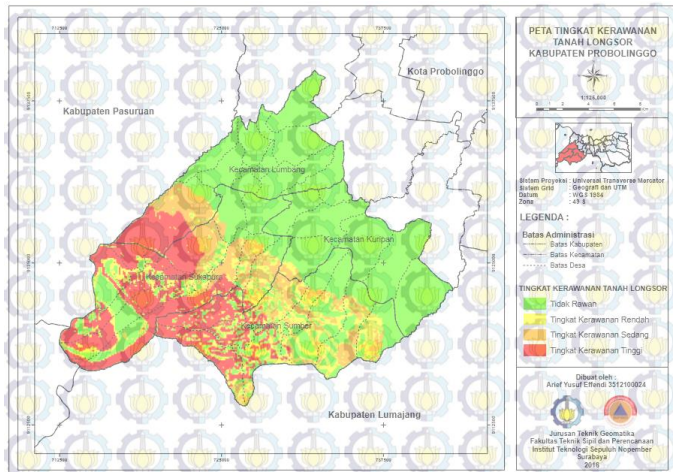 PETA TINGKAT KERAWANAN
TANAH LONGSOR
KABUPATEN PROBOLINGGO
Kota Probolinggo
Kabupaten Pasuruan
Kecamatan Lumbang
Kecamatan Kuripan
Kecamatan Sukapura
Kecamatan Sumber
Kabupaten Lumajang
Sistem Proyeksi : Universal Transverse Mercator
Sistem Grid : Geografi dan UTM
Datum : WGS 1984
Zona : 49 S
LEGENDA :
Batas Administrasi
Batas Kabupaten
Batas Kecamatan
Batas Desa
TINGKAT KERAWANAN TANAH LONGSOR
Tidak Rawan
Tingkat Kerawanan Rendah
Tingkat Kerawanan Sedang
Tingkat Kerawanan Tinggi
Dibuat oleh :
Arief Yusuf Effendi 3512100024
Jurusan Teknik Geomatika
Fakultas Teknik Sipil dan Perencanaan
Institut Teknologi Sepuluh Nopember
Surabaya
2016